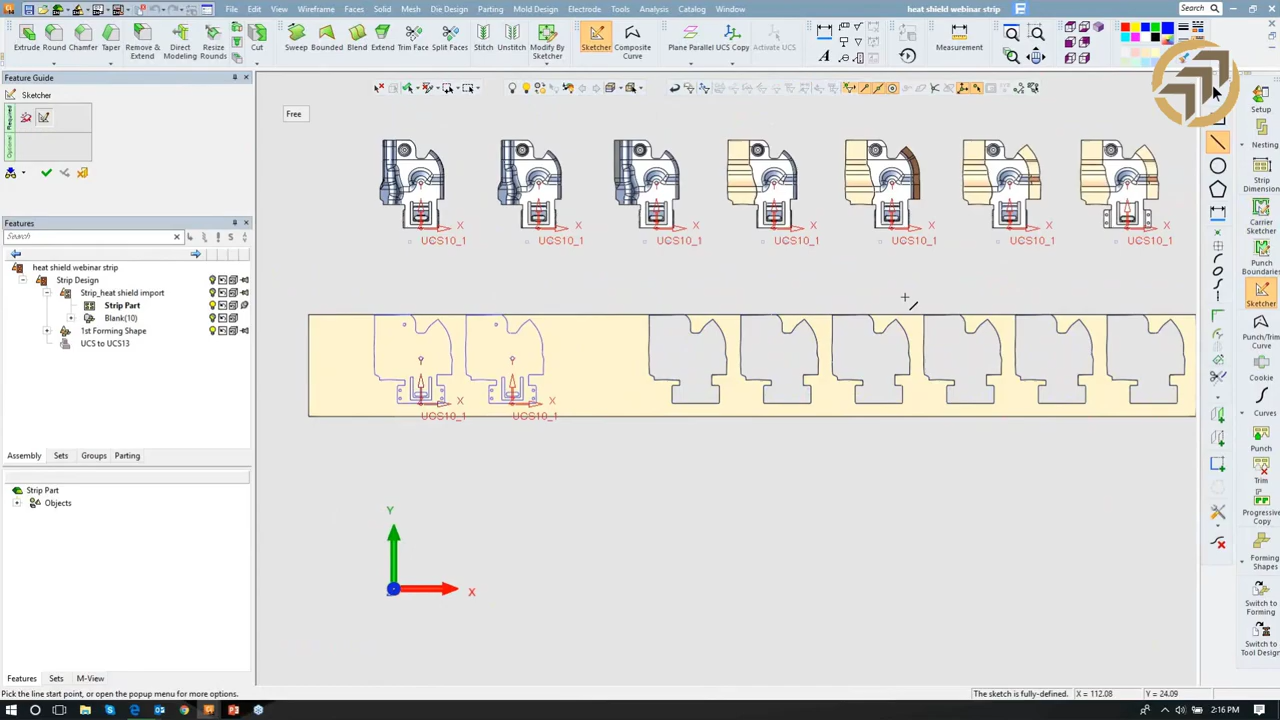 File View Edit Wireframe Faces Solid Mesh Die Design Parting Mold Design Electrode Tools Analysis Catalog Window Help
heat shield webinar strip
Search
Extrude Round Chamfer Taper Remove & Extend Direct Modeling Resize Rounds Cut Sweep Bounded Blend Extend Trim Face Split Faces Stitch Unstitch Modify By Sketcher Sketcher Composite Curve Plane Parallel UCS Copy Activate UCS Measurement
Feature Guide
Sketcher
Required
Optional
Features
Search
heat shield webinar strip
Strip Design
Strip_heat shield import
Strip Part
Blank(10)
1st Forming Shape
UCS to UCS13
Assembly Sets Groups Parting
Strip Part
Objects
Features Sets M-View
Free
X X X X X X X
UCS10_1 UCS10_1 UCS10_1 UCS10_1 UCS10_1 UCS10_1 UCS10_1
X X
UCS10_1 UCS10_1
Y
X
Setup
Nesting
Strip Dimension
Carrier Sketcher
Punch Boundaries
Sketcher
Punch/Trim Curve
Cookie
Curves
Punch
Trim
Progressive Copy
Forming Shapes
Switch to Forming
Switch to Tool Design
Pick the line start point, or open the popup menu for more options.
The sketch is fully-defined. X = 112.08 Y = 24.09
2:16 PM